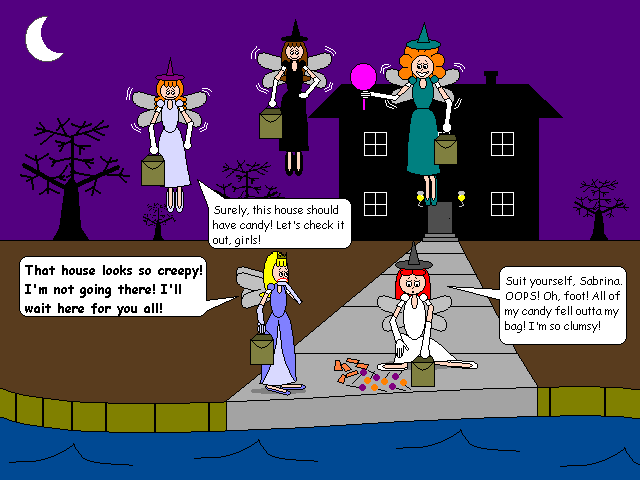 Surely, this house should
have candy! Let's check it
out, girls!
That house looks so creepy!
I'm not going there! I'll
wait here for you all!
Suit yourself, Sabrina.
OOPS! Oh, foot! All of
my candy fell outta my
bag! I'm so clumsy!